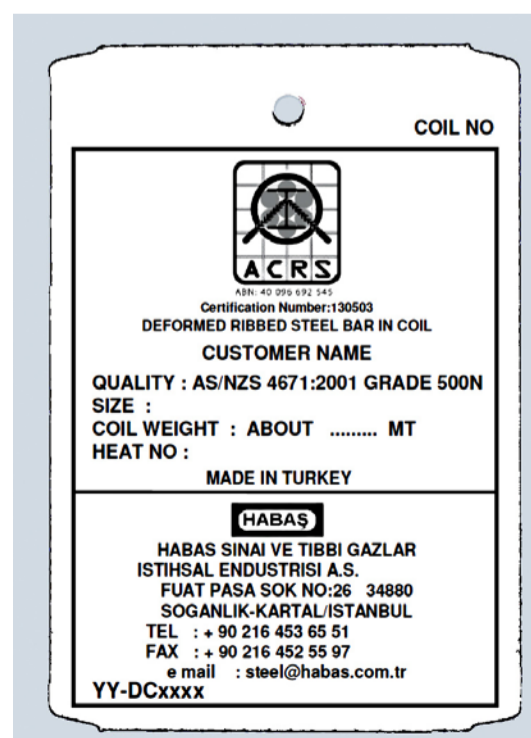 COIL NO
ACRS
ABN: 40 096 692 545
Certification Number:130503
DEFORMED RIBBED STEEL BAR IN COIL
CUSTOMER NAME
QUALITY : AS/NZS 4671:2001 GRADE 500N
SIZE :
COIL WEIGHT : ABOUT ......... MT
HEAT NO :
MADE IN TURKEY
HABAŞ
HABAS SINAI VE TIBBI GAZLAR
ISTIHSAL ENDUSTRISI A.S.
FUAT PASA SOK NO:26 34880
SOGANLIK-KARTAL/ISTANBUL
TEL : + 90 216 453 65 51
FAX : + 90 216 452 55 97
e mail : steel@habas.com.tr
YY-DCxxxx